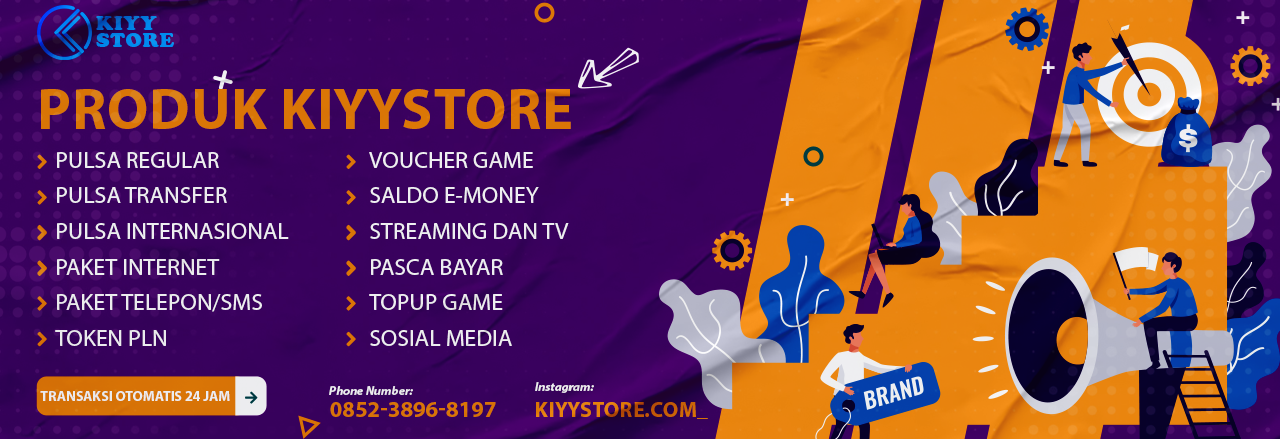 KIYY
STORE
PRODUK KIYYSTORE
PULSA REGULAR
PULSA TRANSFER
PULSA INTERNASIONAL
PAKET INTERNET
PAKET TELEPON/SMS
TOKEN PLN
VOUCHER GAME
SALDO E-MONEY
STREAMING DAN TV
PASCA BAYAR
TOPUP GAME
SOSIAL MEDIA
TRANSAKSI OTOMATIS 24 JAM
Phone Number:
0852-3896-8197
Instagram:
KIYYSTORE.COM_
$
BRAND